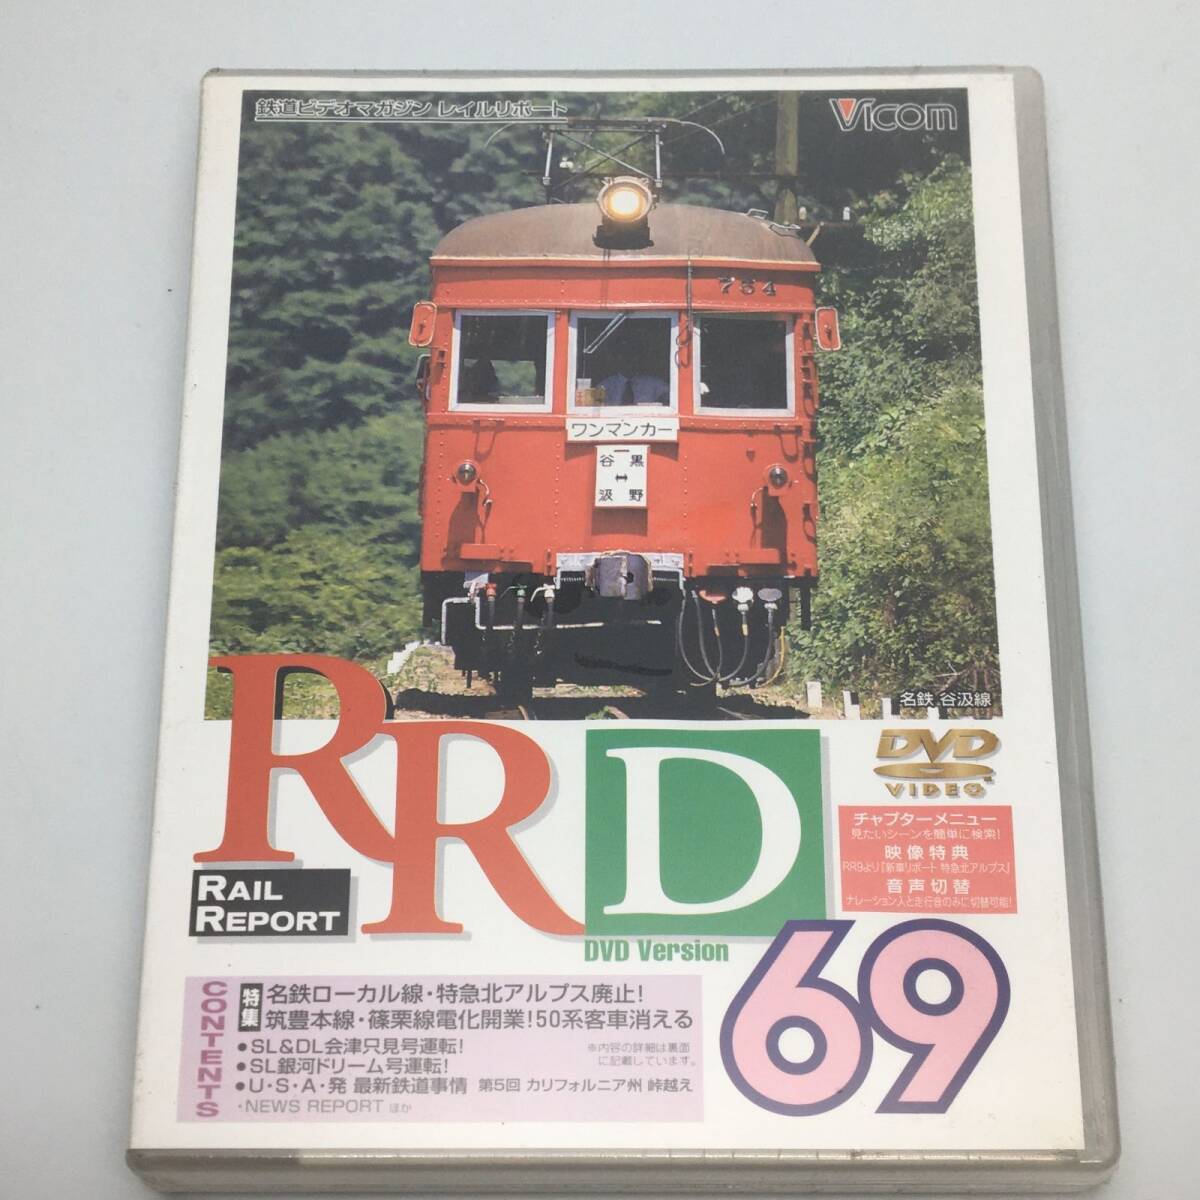 鉄道ビデオマガジン レイルリポート
Vicom
754
ワンマンカー
谷 黒
↔
汲 野
名鉄 谷汲線
RRD
RAIL
REPORT
DVD Version
DVD
VIDEO
チャプターメニュー
見たいシーンを簡単に検索!
映像特典
RR9より「新車リポート 特急北アルプス」
音声切替
ナレーション入と走行音のみに切替可能!
69
CONTENTS
特集
名鉄ローカル線・特急北アルプス廃止!
筑豊本線・篠栗線電化開業!50系客車消える
●SL&DL会津只見号運転!
●SL銀河ドリーム号運転!
●U・S・A・発 最新鉄道事情 第5回 カリフォルニア州 峠越え
・NEWS REPORT ほか
※内容の詳細は裏面
に記載しています。